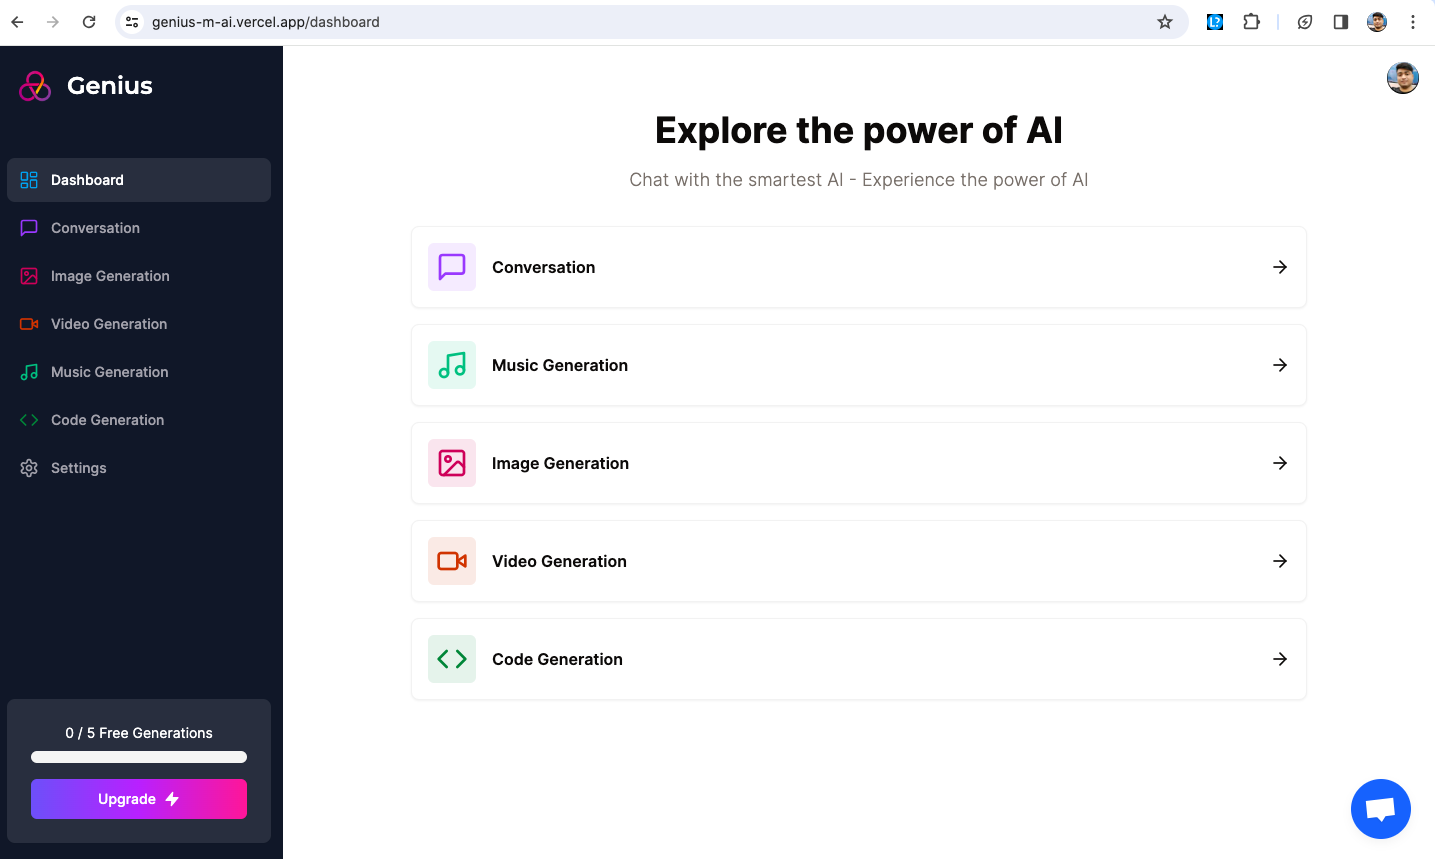 genius-m-ai.vercel.app/dashboard
L?
Genius
Dashboard
Conversation
Image Generation
Video Generation
Music Generation
Code Generation
Settings
0 / 5 Free Generations
Upgrade
Explore the power of AI
Chat with the smartest AI - Experience the power of AI
Conversation
Music Generation
Image Generation
Video Generation
Code Generation